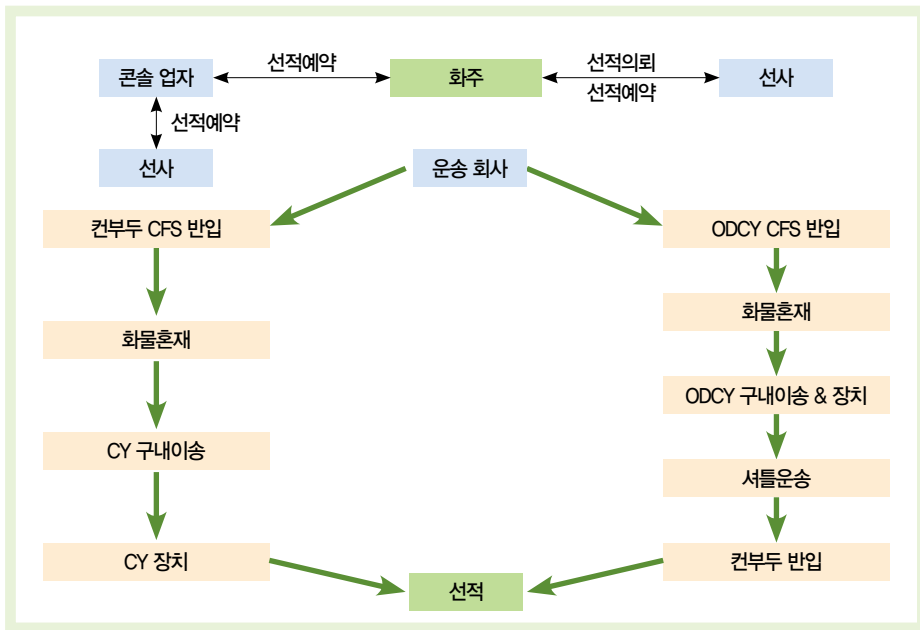 선적예약
선적의뢰
콘솔 업자
화주
선사
선적예약
선적예약
선사
운송 회사
컨부두 CFS 반입
ODCY CFS 반입
화물혼재
화물혼재
ODCY 구내이송 & 장치
CY 구내이송
셔틀운송
CY 장치
컨부두 반입
선적